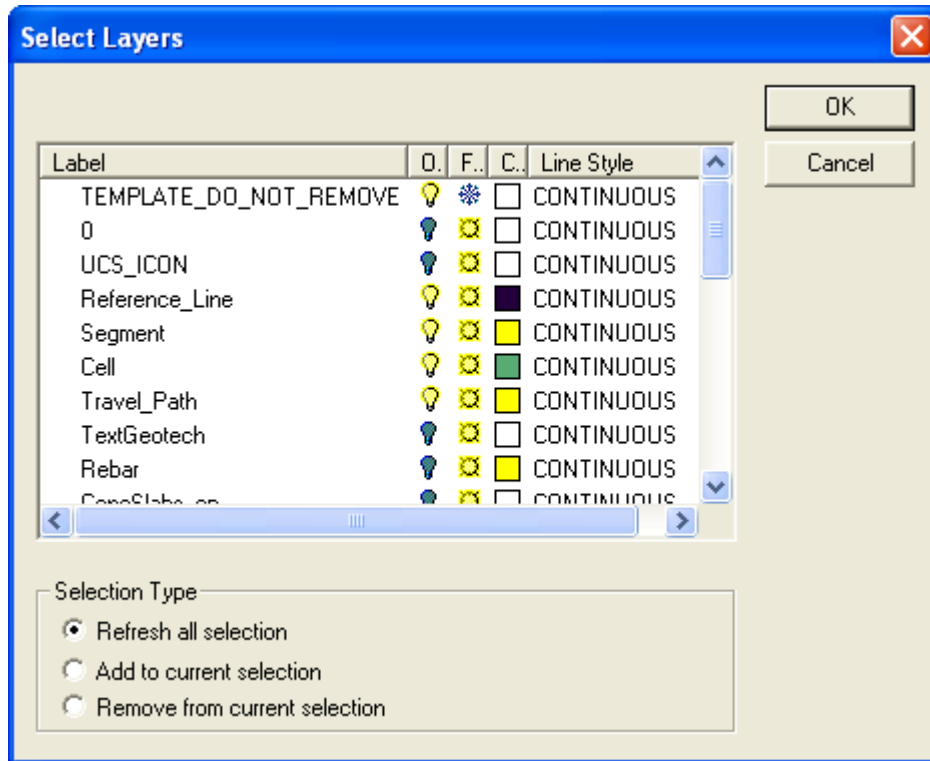 Select Layers
OK
Cancel
Label O. F.. C.. Line Style
TEMPLATE_DO_NOT_REMOVE CONTINUOUS
0 CONTINUOUS
UCS_ICON CONTINUOUS
Reference_Line CONTINUOUS
Segment CONTINUOUS
Cell CONTINUOUS
Travel_Path CONTINUOUS
TextGeotech CONTINUOUS
Rebar CONTINUOUS
CONTINUOUS
Selection Type
Refresh all selection
Add to current selection
Remove from current selection